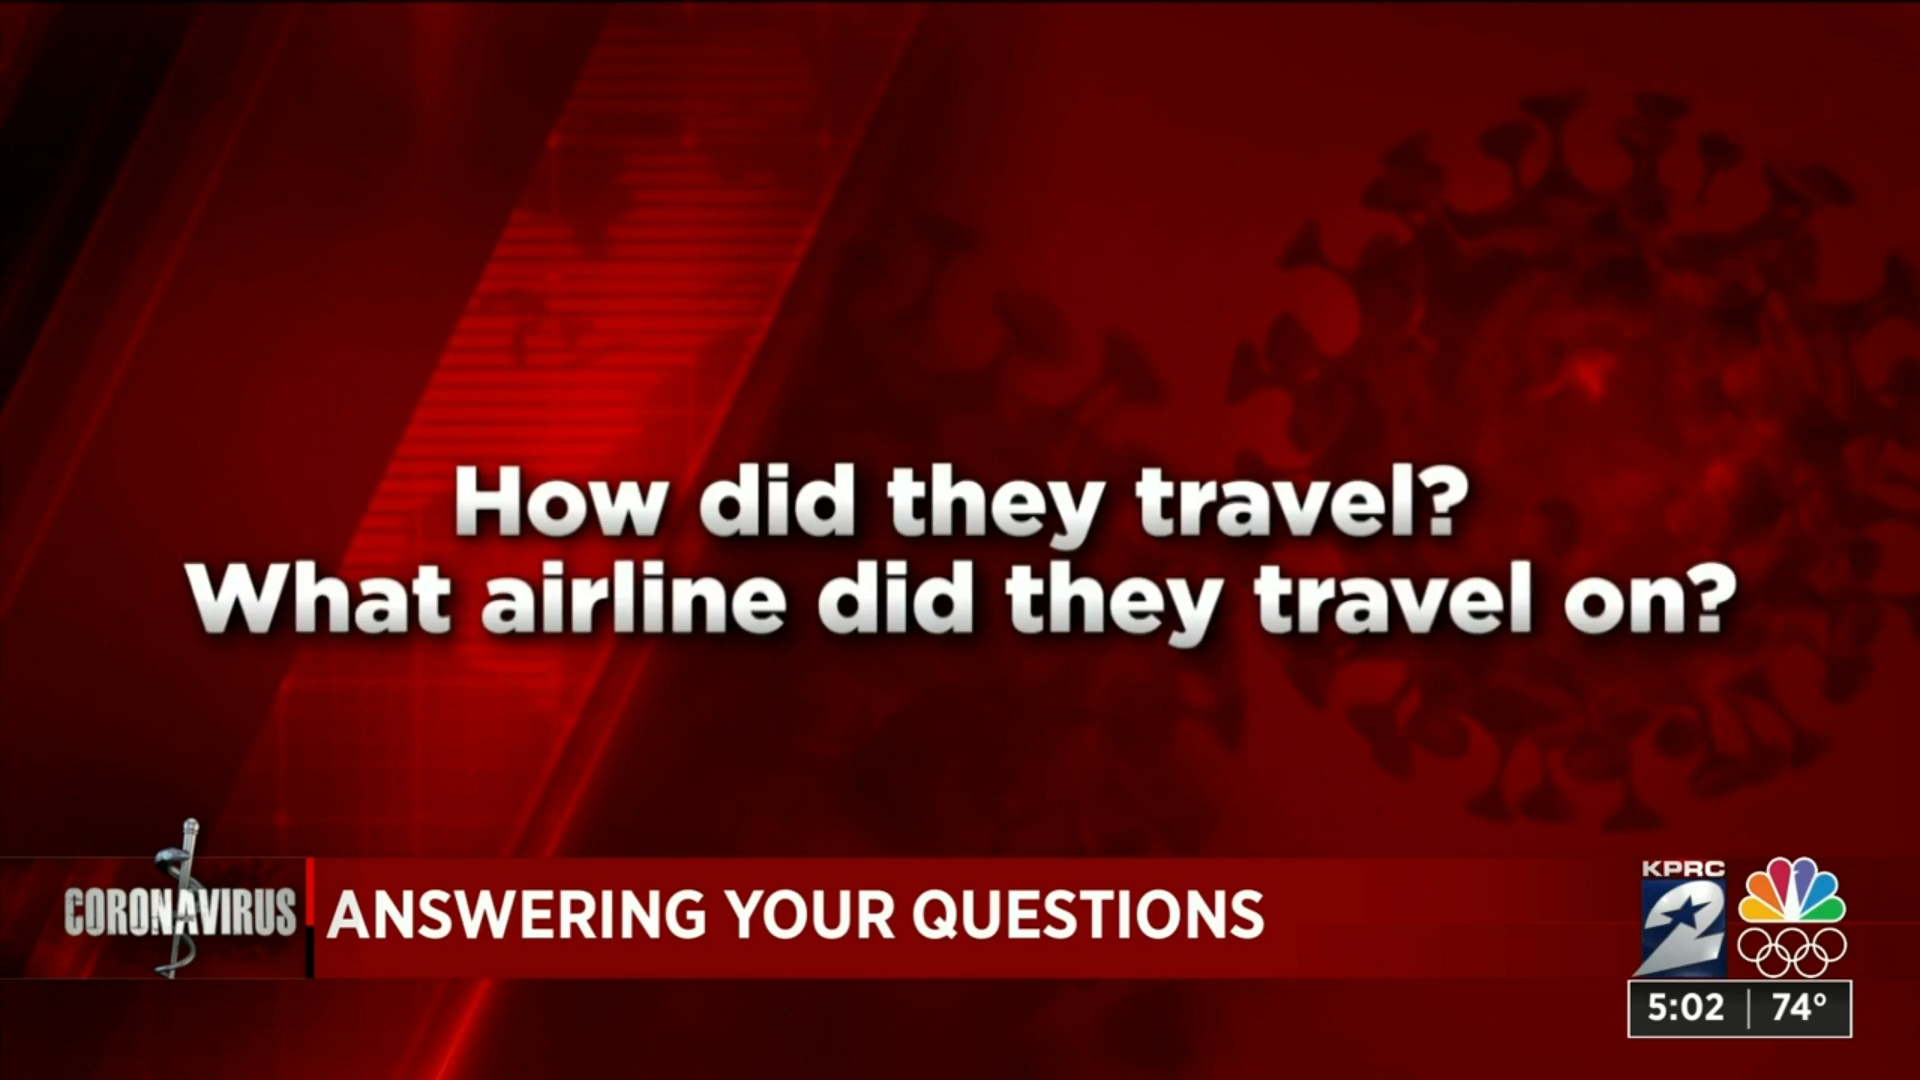 How did they travel?
What airline did they travel on?
CORONAVIRUS
ANSWERING YOUR QUESTIONS
KPRC
2
5:02 | 74°